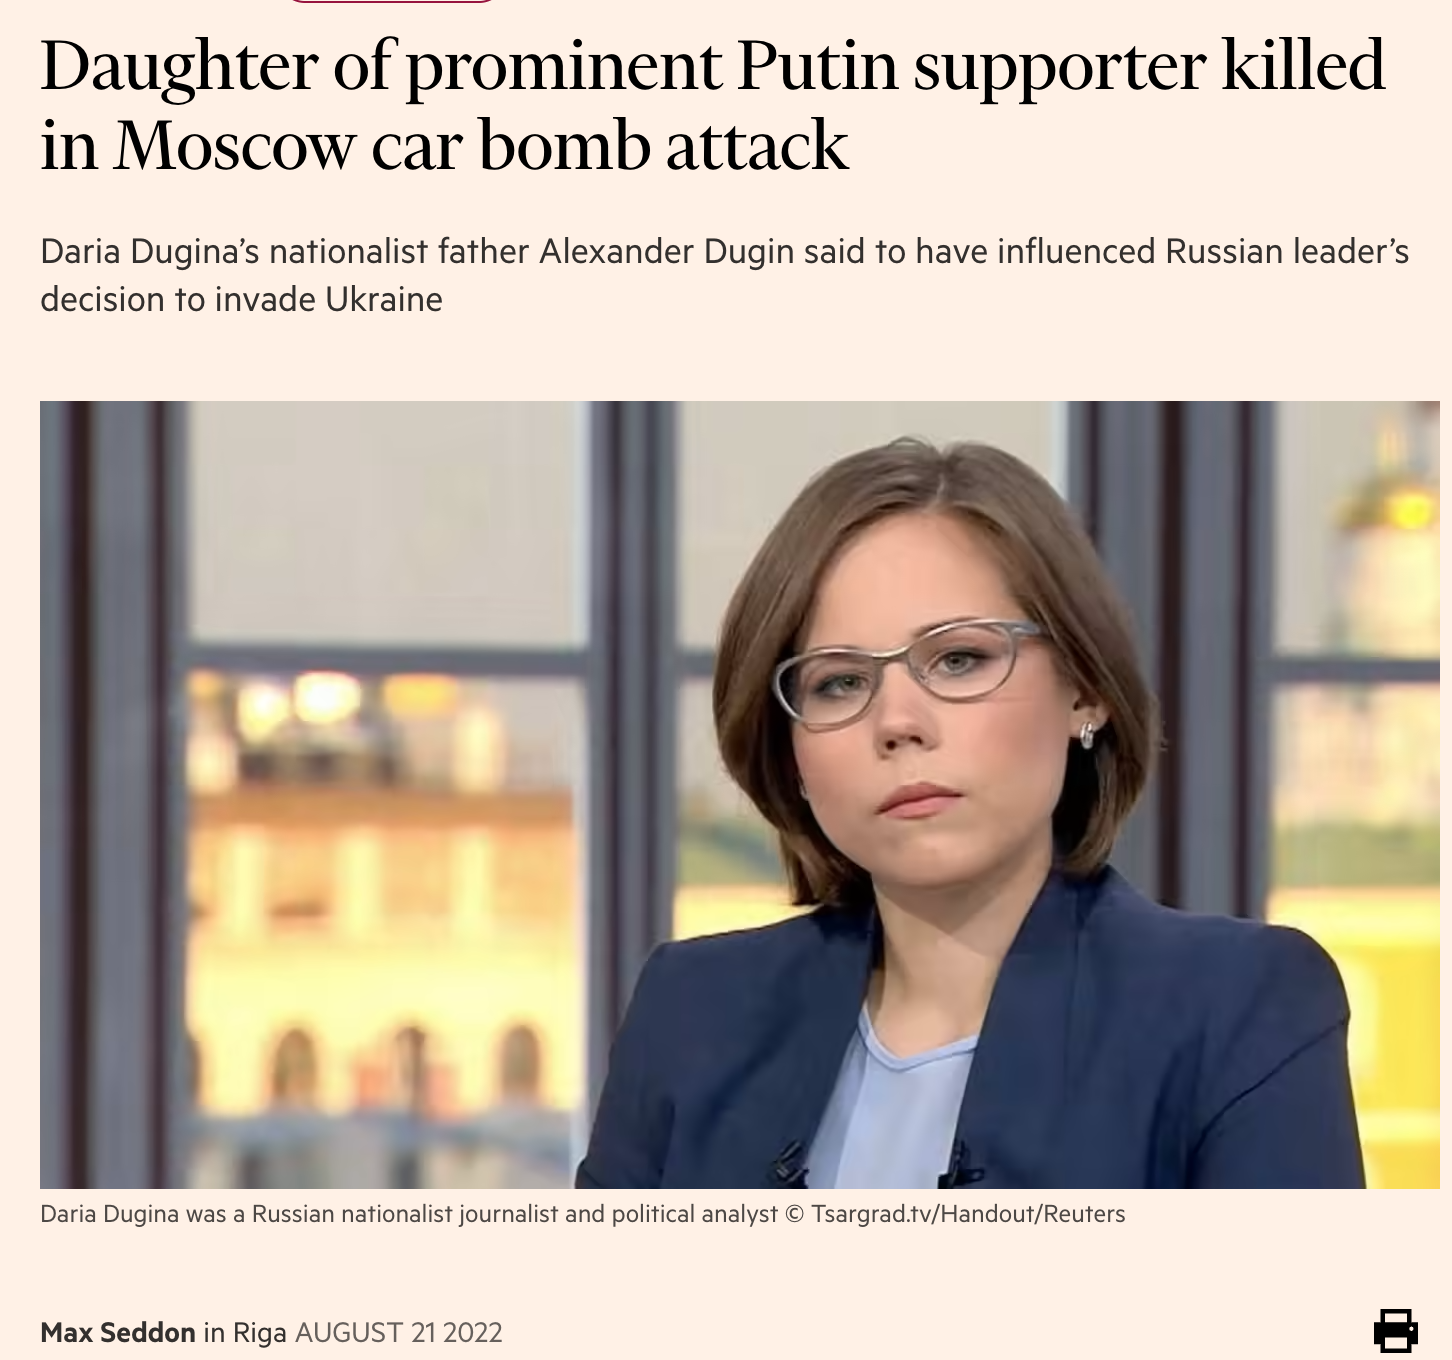 Daughter of prominent Putin supporter killed
in Moscow car bomb attack
Daria Dugina’s nationalist father Alexander Dugin said to have influenced Russian leader’s
decision to invade Ukraine
Daria Dugina was a Russian nationalist journalist and political analyst © Tsargrad.tv/Handout/Reuters
Max Seddon in Riga AUGUST 21 2022